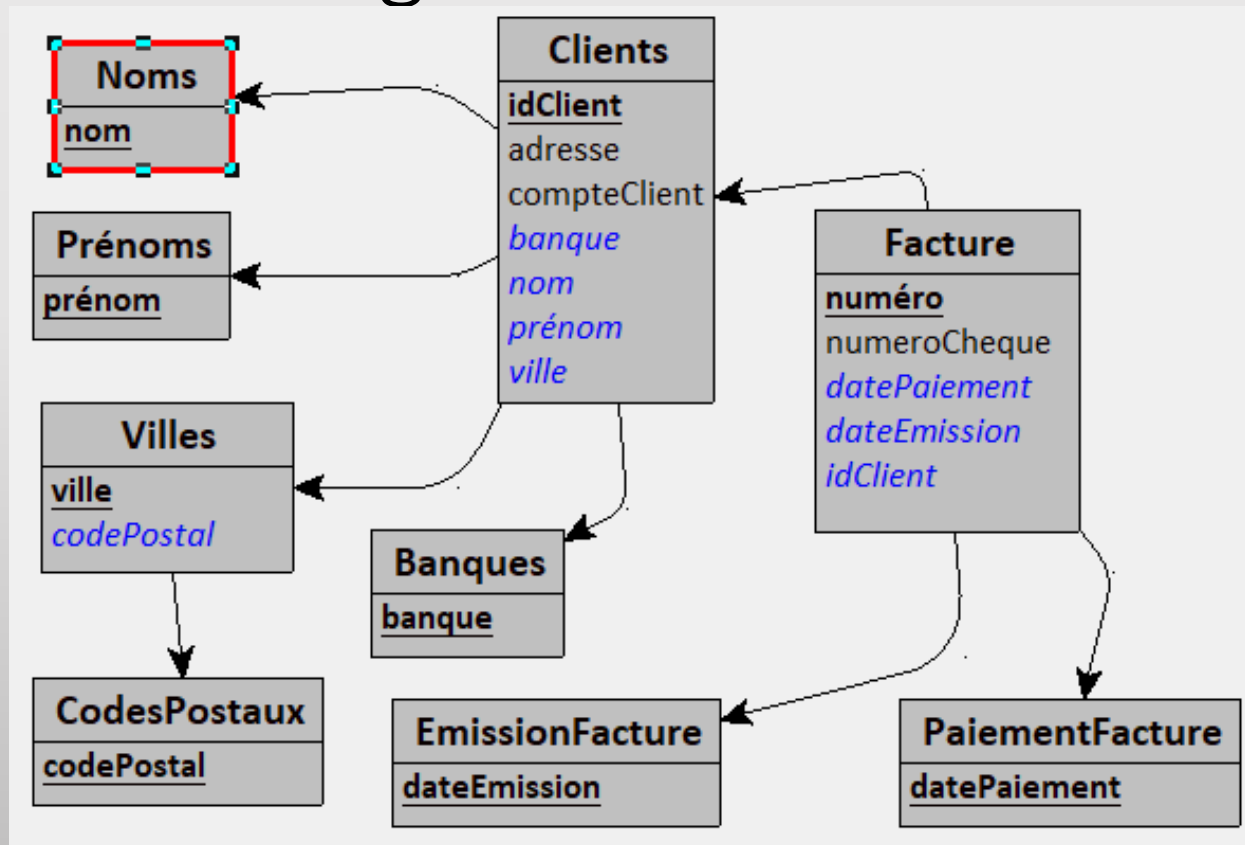 Noms
nom
Prénoms
prénom
Clients
idClient
adresse
compteClient
banque
nom
prénom
ville
Facture
numéro
numeroCheque
datePaiement
dateEmission
idClient
Villes
ville
codePostal
Banques
banque
CodesPostaux
codePostal
EmissionFacture
dateEmission
PaiementFacture
datePaiement